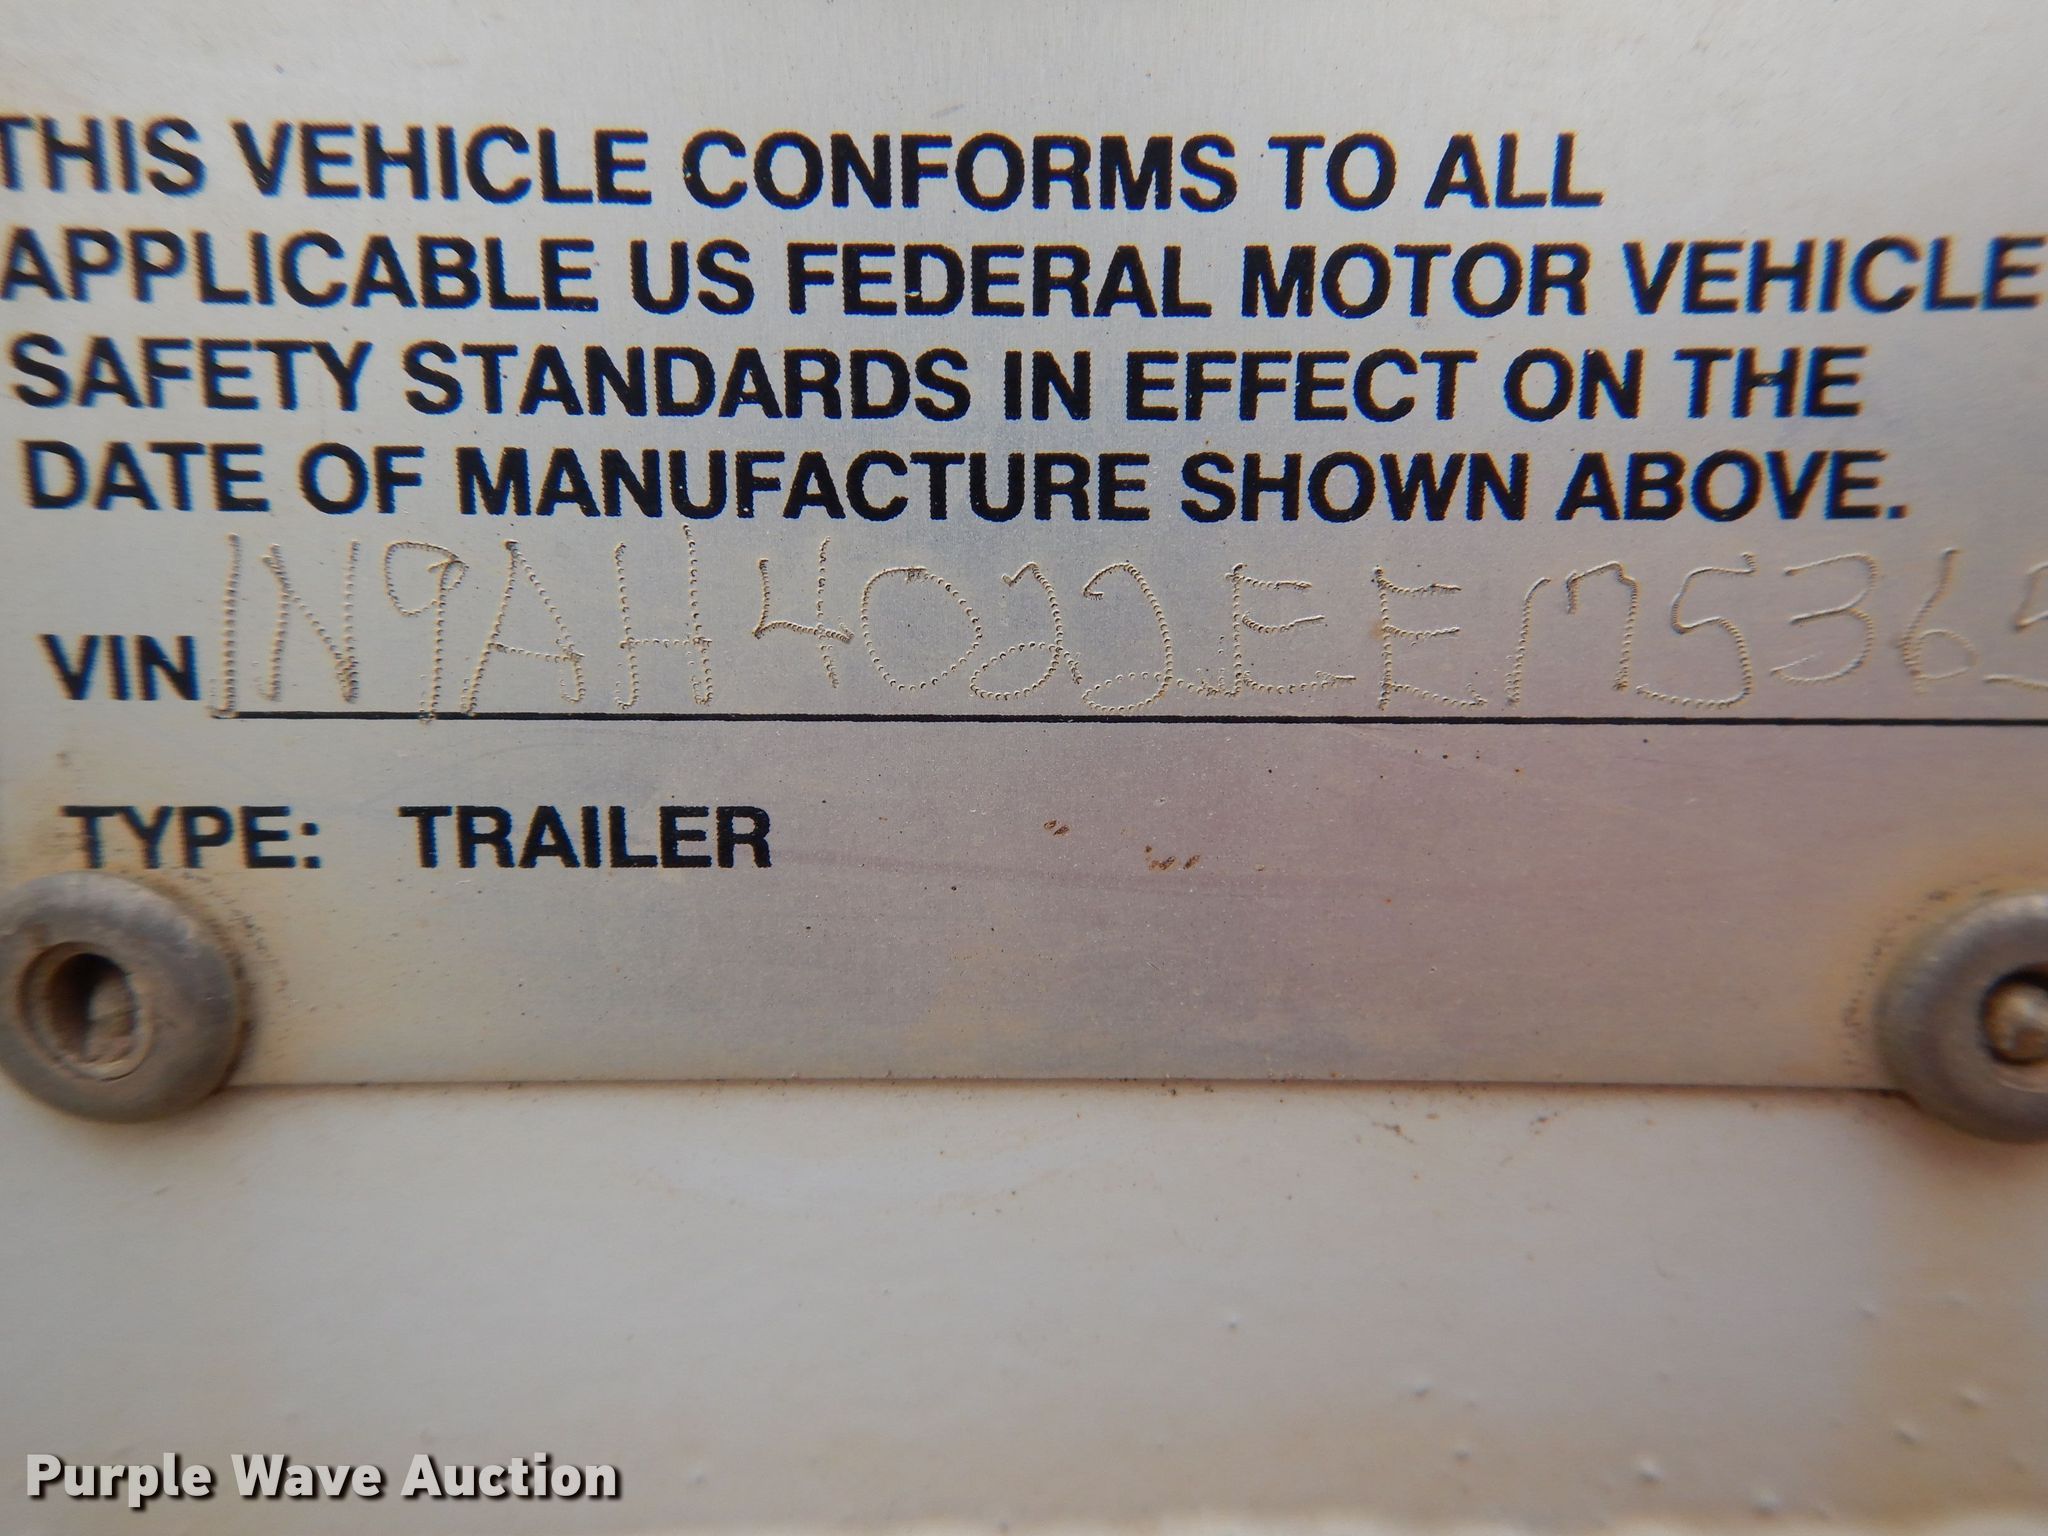 THIS VEHICLE CONFORMS TO ALL
APPLICABLE US FEDERAL MOTOR VEHICLE
SAFETY STANDARDS IN EFFECT ON THE
DATE OF MANUFACTURE SHOWN ABOVE.
VIN 1N9AH4022EE175365
TYPE: TRAILER
Purple Wave Auction